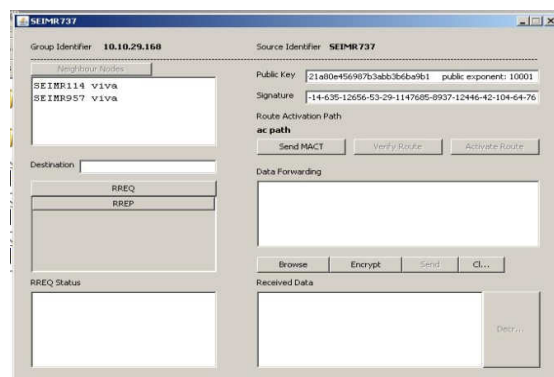 SEIMR737
Group Identifier 10.10.29.168
Source Identifier SEIMR737
Neighbour Nodes
SEIMR114 viva
SEIMR957 viva
Public Key 21a80e456987b3abb3b6ba9b1 public exponent: 10001
Signature -14-635-12656-53-29-1147685-8937-12446-42-104-64-76
Route Activation Path
ac path
Send MACT Verify Route Activate Route
Destination
RREQ
RREP
Data Forwarding
Browse Encrypt Send Cl...
RREQ Status
Received Data
Decr...